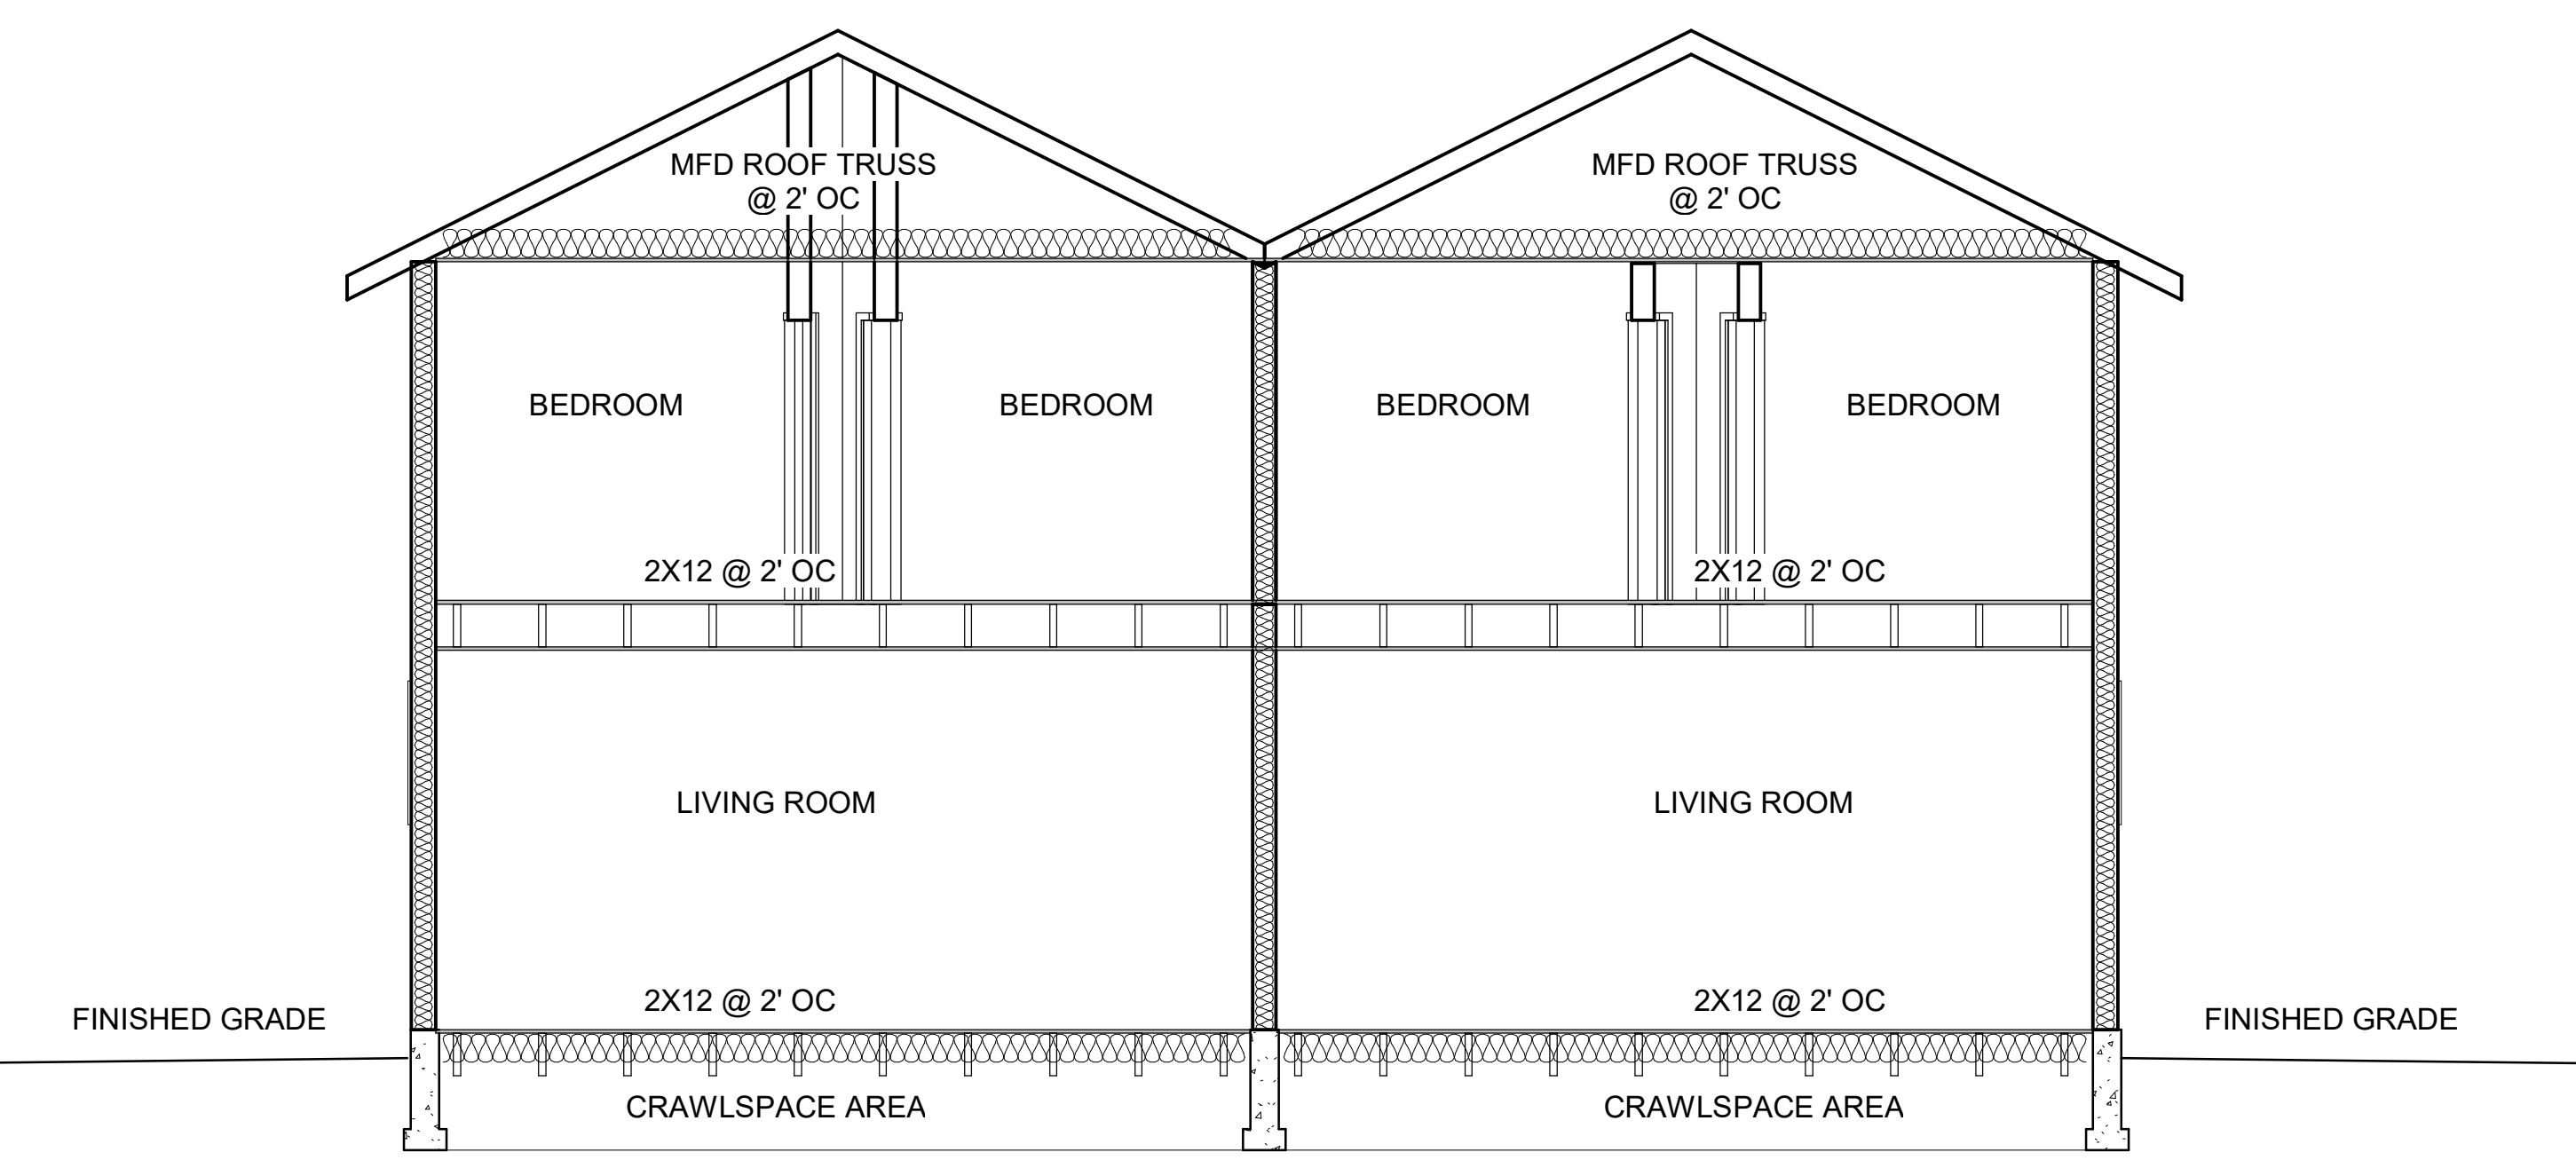 MFD ROOF TRUSS
@ 2' OC
MFD ROOF TRUSS
@ 2' OC
BEDROOM
BEDROOM
BEDROOM
BEDROOM
2X12 @ 2' OC
2X12 @ 2' OC
LIVING ROOM
LIVING ROOM
2X12 @ 2' OC
2X12 @ 2' OC
FINISHED GRADE
FINISHED GRADE
CRAWLSPACE AREA
CRAWLSPACE AREA